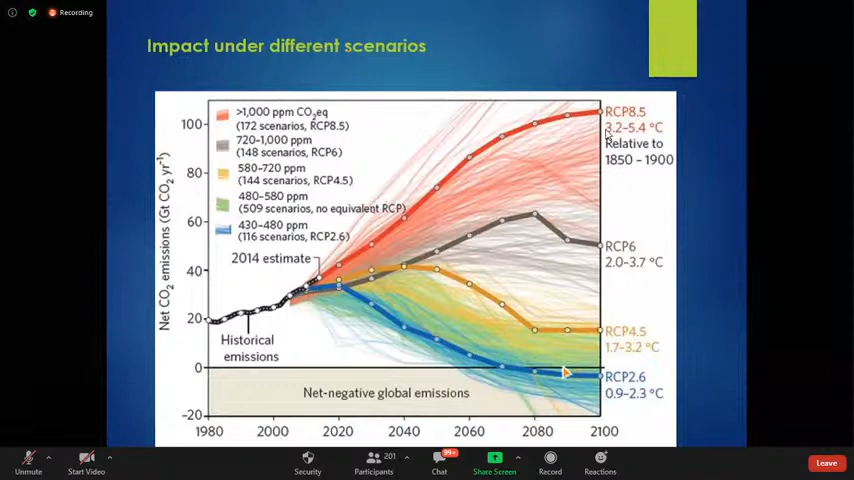 Recording
Impact under different scenarios
>1,000 ppm CO2eq
(172 scenarios, RCP8.5)
720–1,000 ppm
(148 scenarios, RCP6)
580–720 ppm
(144 scenarios, RCP4.5)
480–580 ppm
(509 scenarios, no equivalent RCP)
430–480 ppm
(116 scenarios, RCP2.6)
2014 estimate
Historical
emissions
Net-negative global emissions
Net CO2 emissions (Gt CO2 yr-1)
100
80
60
40
20
0
–20
1980
2000
2020
2040
2060
2080
2100
RCP8.5
3.2–5.4 °C
Relative to
1850 – 1900
RCP6
2.0–3.7 °C
RCP4.5
1.7–3.2 °C
RCP2.6
0.9–2.3 °C
Unmute
Start Video
Security
Participants
201
Chat
99+
Share Screen
Record
Reactions
Leave